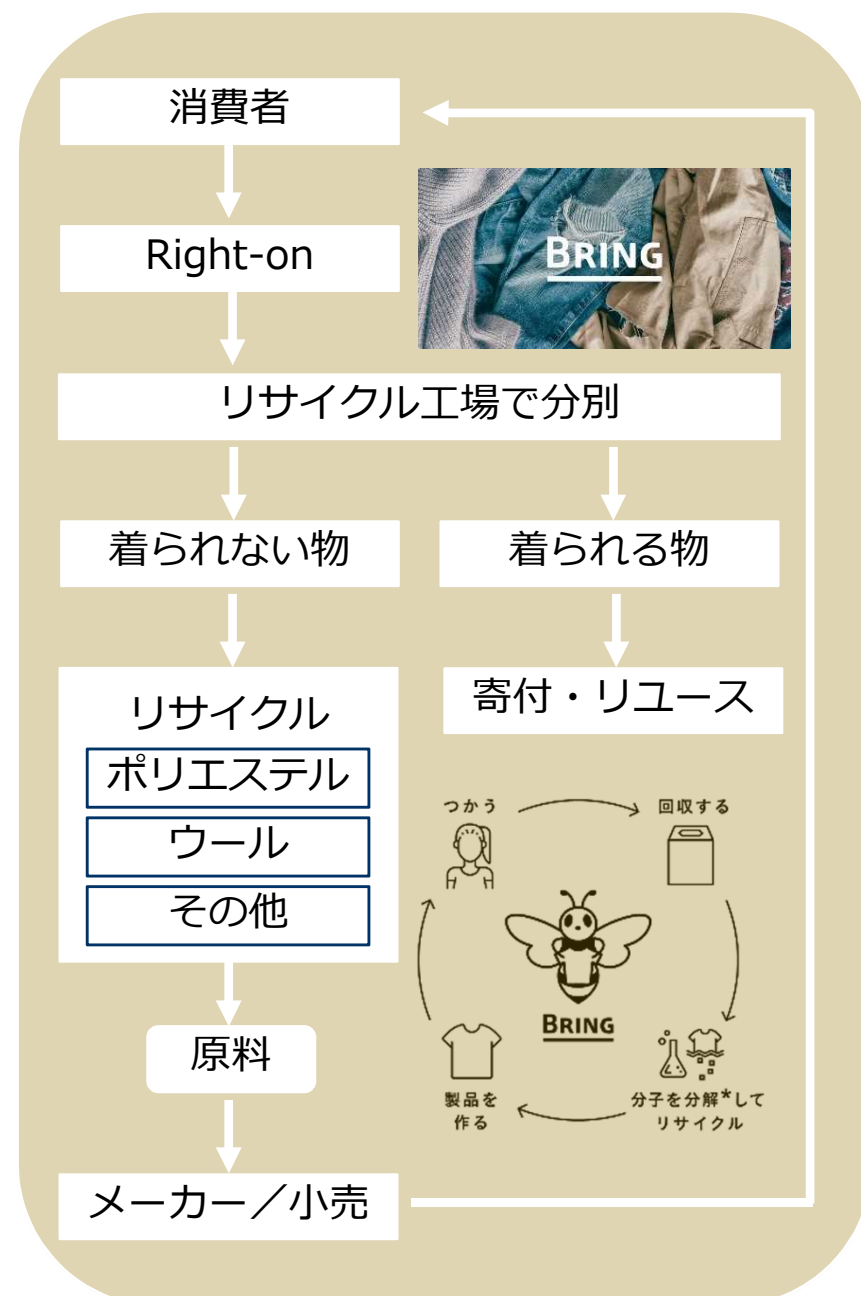 消費者
Right-on
BRING
リサイクル工場で分別
着られない物
着られる物
リサイクル
ポリエステル
ウール
その他
寄付・リユース
原料
メーカー／小売
つかう
回収する
BRING
製品を
作る
分子を分解*して
リサイクル